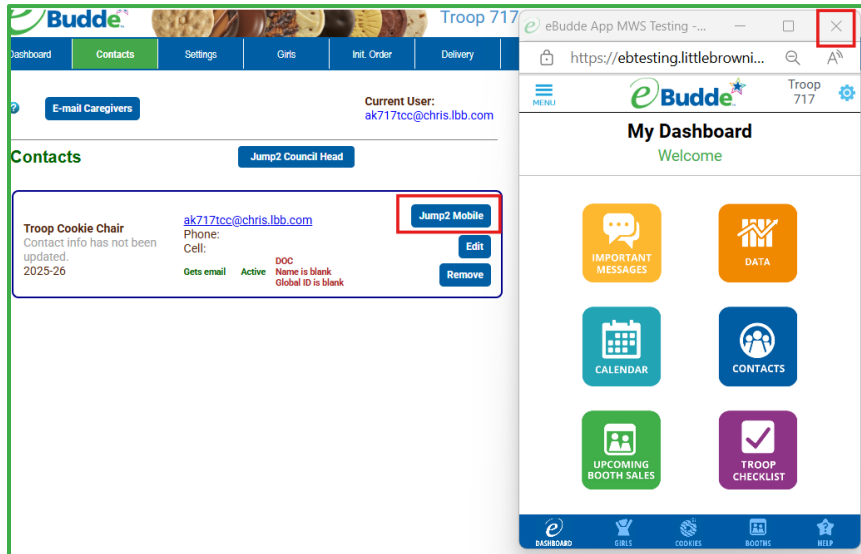 eBudde
Troop 717
Dashboard Contacts Settings Girls Init. Order Delivery
E-mail Caregivers
Current User:
ak717tcc@chris.lbb.com
Contacts
Jump2 Council Head
Troop Cookie Chair
Contact info has not been
updated.
2025-26
ak717tcc@chris.lbb.com
Phone:
Cell:
Gets email Active
DOC
Name is blank
Global ID is blank
Jump2 Mobile
Edit
Remove
eBudde App MWS Testing -...
https://ebtesting.littlebrowni...
MENU
eBudde
Troop
717
My Dashboard
Welcome
IMPORTANT
MESSAGES
DATA
CALENDAR
CONTACTS
UPCOMING
BOOTH SALES
TROOP
CHECKLIST
DASHBOARD GIRLS COOKIES BOOTHS HELP